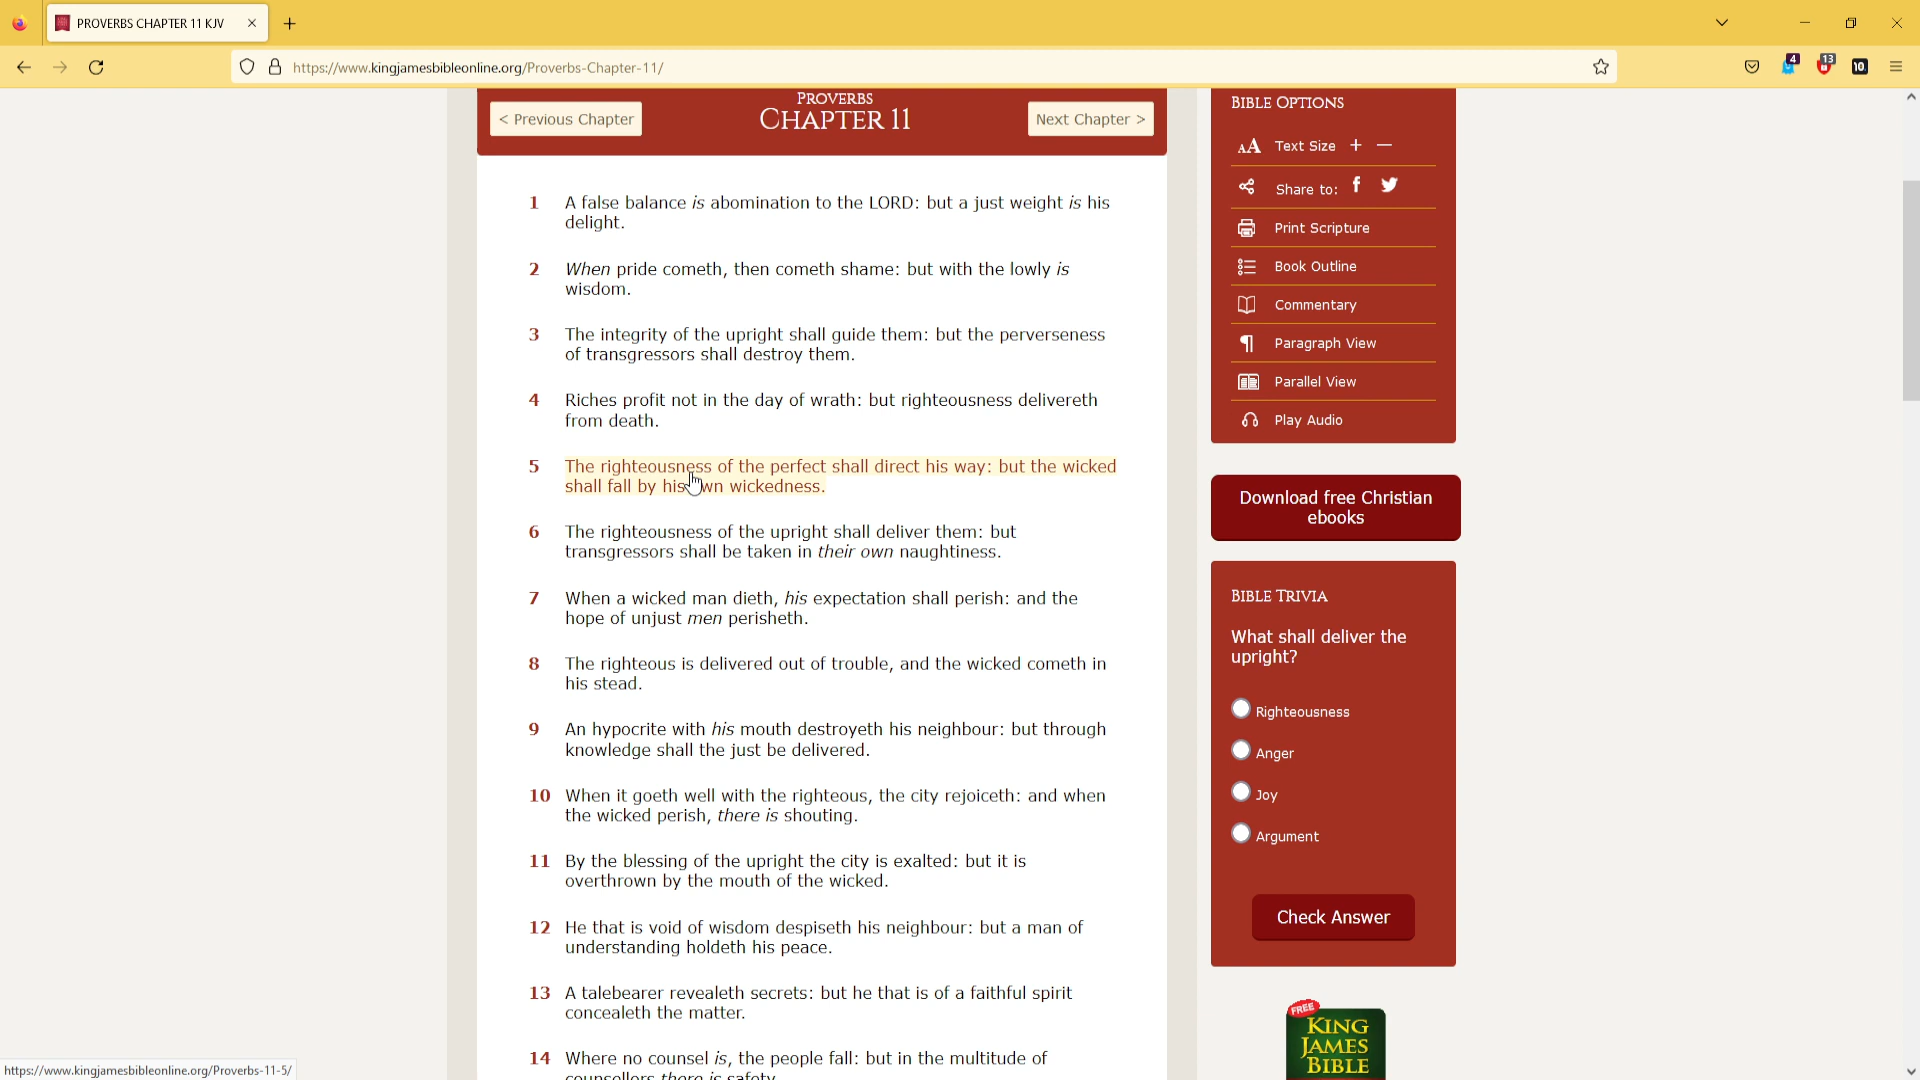 PROVERBS CHAPTER 11 KJV
https://www.kingjamesbibleonline.org/Proverbs-Chapter-11/
4
13
10.
< Previous Chapter
PROVERBS
CHAPTER 11
Next Chapter >
1 A false balance is abomination to the LORD: but a just weight is his
delight.
2 When pride cometh, then cometh shame: but with the lowly is
wisdom.
3 The integrity of the upright shall guide them: but the perverseness
of transgressors shall destroy them.
4 Riches profit not in the day of wrath: but righteousness delivereth
from death.
5 The righteousness of the perfect shall direct his way: but the wicked
shall fall by his own wickedness.
6 The righteousness of the upright shall deliver them: but
transgressors shall be taken in their own naughtiness.
7 When a wicked man dieth, his expectation shall perish: and the
hope of unjust men perisheth.
8 The righteous is delivered out of trouble, and the wicked cometh in
his stead.
9 An hypocrite with his mouth destroyeth his neighbour: but through
knowledge shall the just be delivered.
10 When it goeth well with the righteous, the city rejoiceth: and when
the wicked perish, there is shouting.
11 By the blessing of the upright the city is exalted: but it is
overthrown by the mouth of the wicked.
12 He that is void of wisdom despiseth his neighbour: but a man of
understanding holdeth his peace.
13 A talebearer revealeth secrets: but he that is of a faithful spirit
concealeth the matter.
14 Where no counsel is, the people fall: but in the multitude of
counsellors there is safety.
BIBLE OPTIONS
AA Text Size + —
Share to:
Print Scripture
Book Outline
Commentary
Paragraph View
Parallel View
Play Audio
Download free Christian
ebooks
BIBLE TRIVIA
What shall deliver the
upright?
Righteousness
Anger
Joy
Argument
Check Answer
FREE
KING
JAMES
BIBLE
https://www.kingjamesbibleonline.org/Proverbs-11-5/